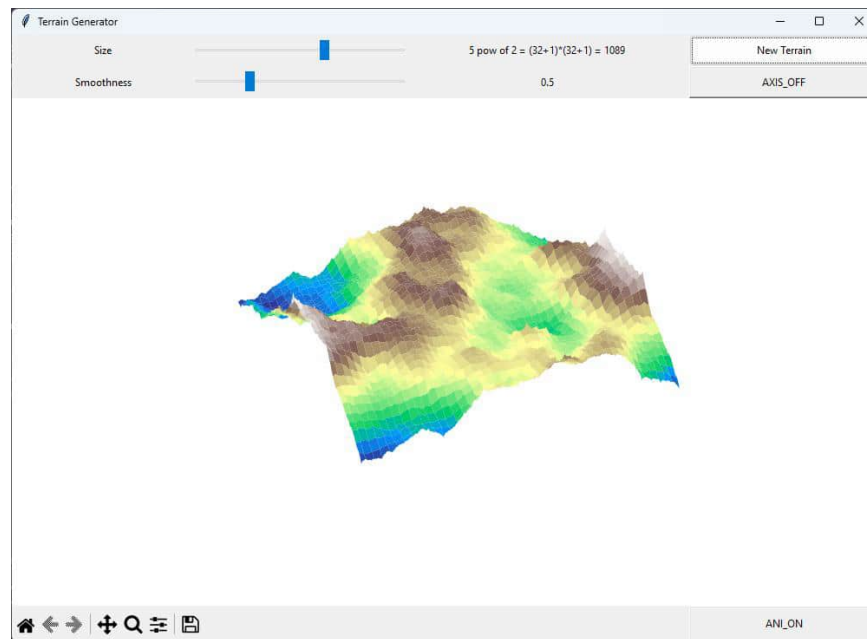 Terrain Generator
Size
5 pow of 2 = (32+1)*(32+1) = 1089
New Terrain
Smoothness
0.5
AXIS_OFF
ANI_ON